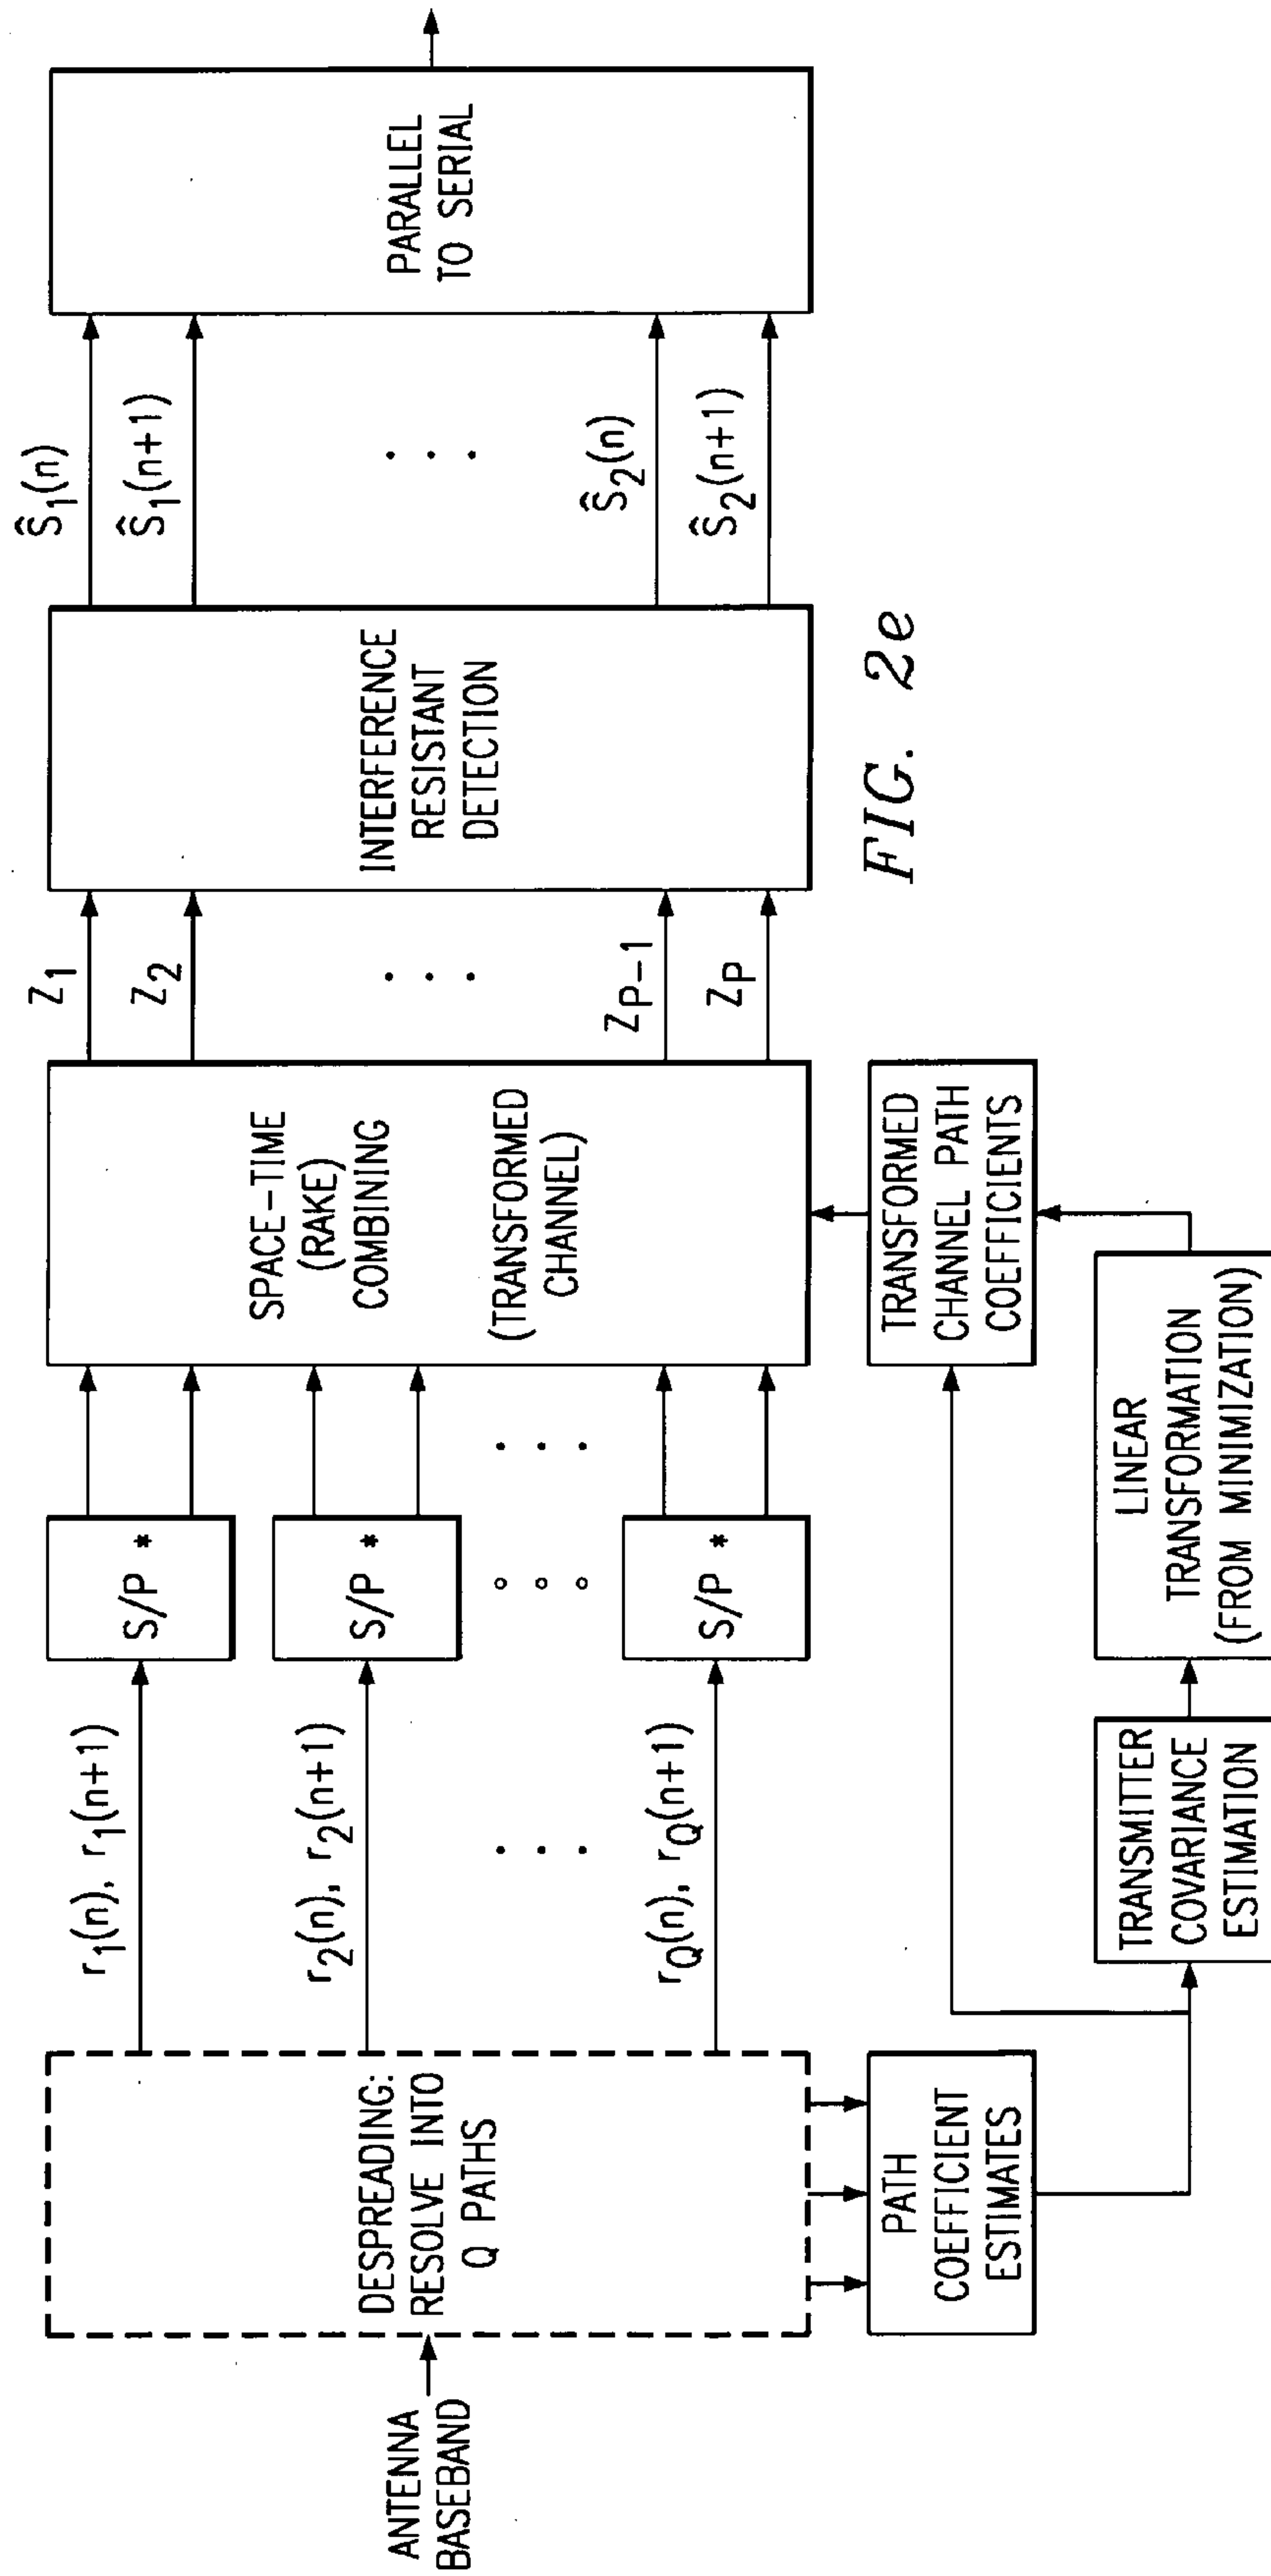 ANTENNA
BASEBAND
DESPREADING:
RESOLVE INTO
Q PATHS
r1(n), r1(n+1)
r2(n), r2(n+1)
. . .
rQ(n), rQ(n+1)
S/P *
S/P *
S/P *
. . .
SPACE-TIME
(RAKE)
COMBINING
(TRANSFORMED
CHANNEL)
Z1
Z2
. . .
ZP-1
ZP
INTERFERENCE
RESISTANT
DETECTION
Ŝ1(n)
Ŝ1(n+1)
. . .
Ŝ2(n)
Ŝ2(n+1)
PARALLEL
TO SERIAL
PATH
COEFFICIENT
ESTIMATES
TRANSFORMED
CHANNEL PATH
COEFFICIENTS
TRANSMITTER
COVARIANCE
ESTIMATION
LINEAR
TRANSFORMATION
(FROM MINIMIZATION)
FIG. 2e